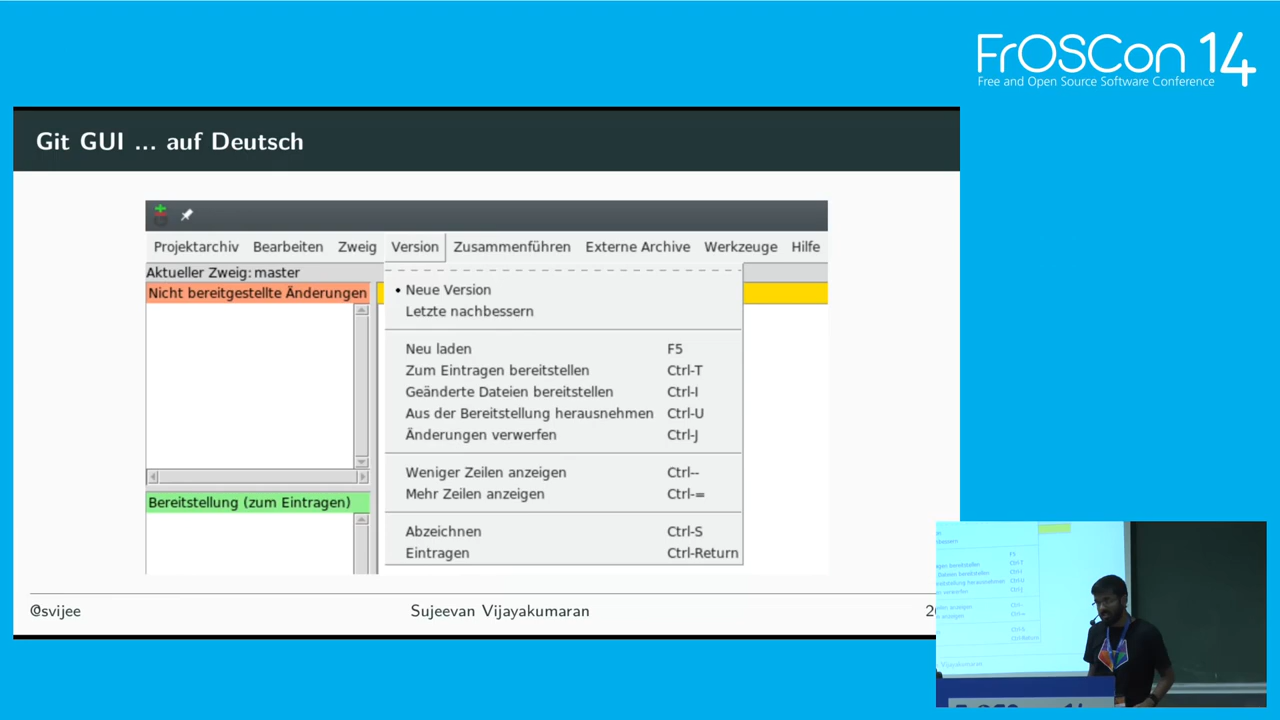 FrOSCon 14
Free and Open Source Software Conference
Git GUI ... auf Deutsch
Projektarchiv Bearbeiten Zweig Version Zusammenführen Externe Archive Werkzeuge Hilfe
Aktueller Zweig: master
Nicht bereitgestellte Änderungen
• Neue Version
Letzte nachbessern
Neu laden F5
Zum Eintragen bereitstellen Ctrl-T
Geänderte Dateien bereitstellen Ctrl-I
Aus der Bereitstellung herausnehmen Ctrl-U
Änderungen verwerfen Ctrl-J
Weniger Zeilen anzeigen Ctrl--
Mehr Zeilen anzeigen Ctrl-=
Bereitstellung (zum Eintragen)
Abzeichnen Ctrl-S
Eintragen Ctrl-Return
@svijee Sujeevan Vijayakumaran